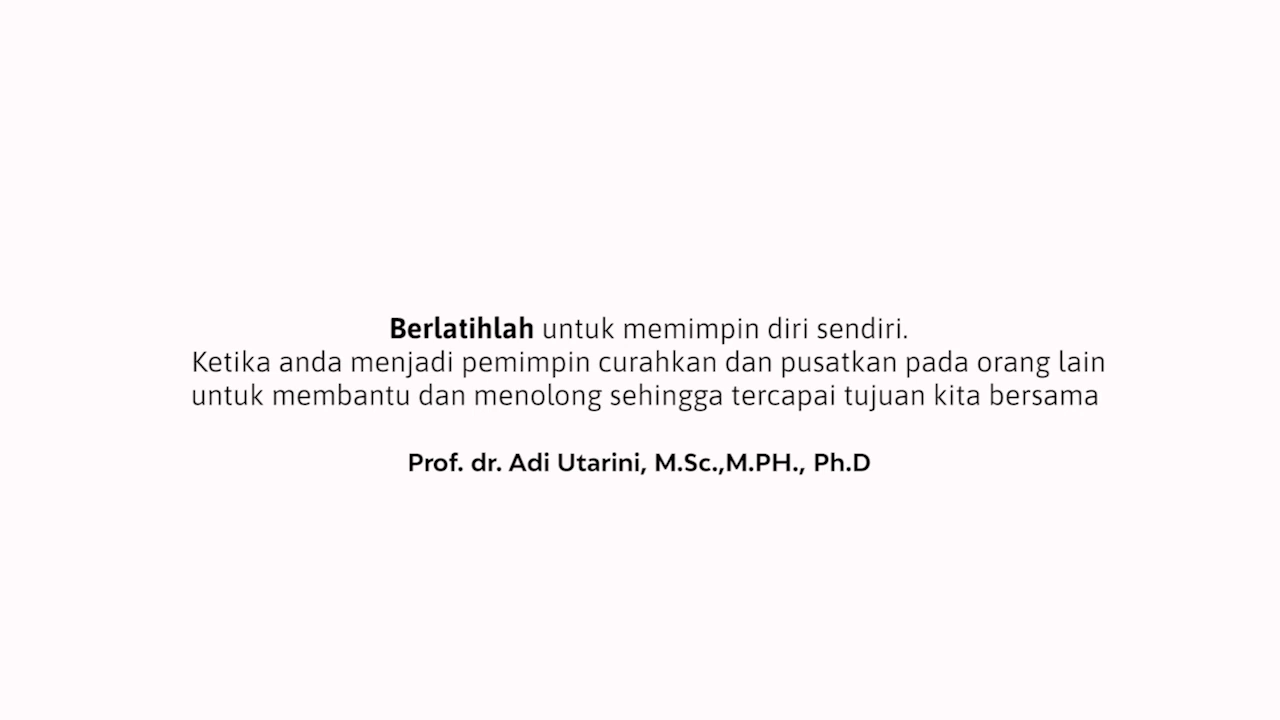 Berlatihlah untuk memimpin diri sendiri.
Ketika anda menjadi pemimpin curahkan dan pusatkan pada orang lain
untuk membantu dan menolong sehingga tercapai tujuan kita bersama
Prof. dr. Adi Utarini, M.Sc.,M.PH., Ph.D